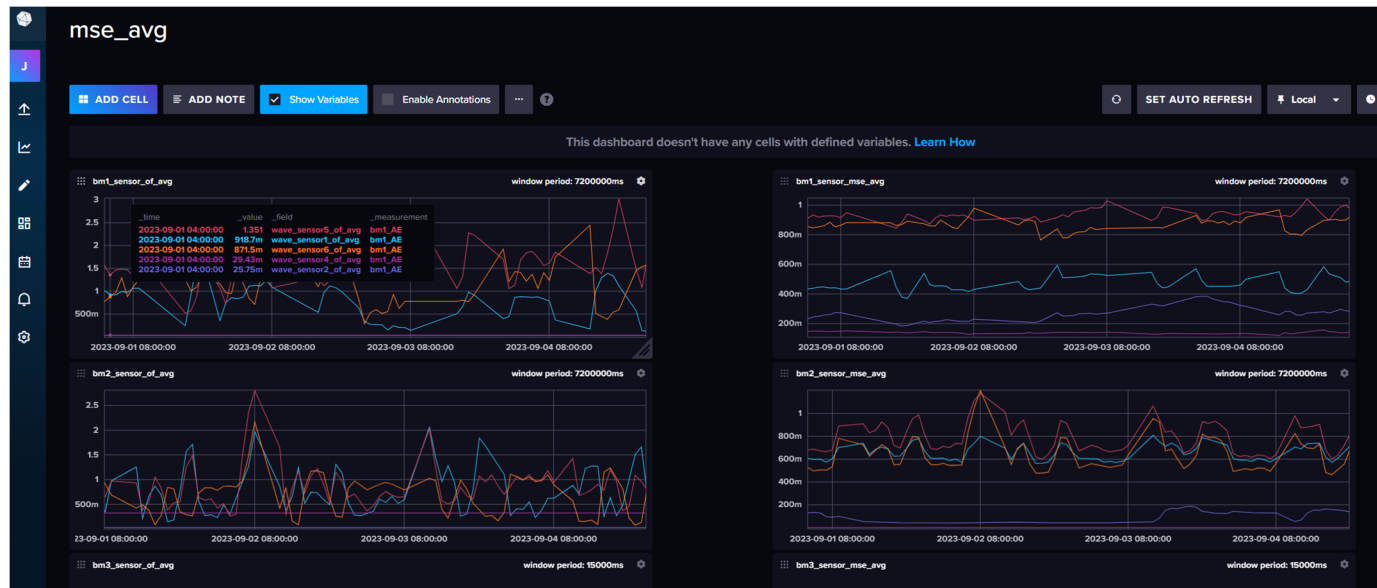 mse_avg
J
ADD CELL
ADD NOTE
Show Variables
Enable Annotations
...
?
SET AUTO REFRESH
Local
This dashboard doesn't have any cells with defined variables. Learn How
bm1_sensor_of_avg
window period: 7200000ms
3
2.5
2
1.5
1
500m
_time _value _field _measurement
2023-09-01 04:00:00 1.351 wave_sensor5_of_avg bm1_AE
2023-09-01 04:00:00 918.7m wave_sensor1_of_avg bm1_AE
2023-09-01 04:00:00 871.5m wave_sensor6_of_avg bm1_AE
2023-09-01 04:00:00 29.43m wave_sensor4_of_avg bm1_AE
2023-09-01 04:00:00 25.75m wave_sensor2_of_avg bm1_AE
2023-09-01 08:00:00 2023-09-02 08:00:00 2023-09-03 08:00:00 2023-09-04 08:00:00
bm1_sensor_mse_avg
window period: 7200000ms
1
800m
600m
400m
200m
2023-09-01 08:00:00 2023-09-02 08:00:00 2023-09-03 08:00:00 2023-09-04 08:00:00
bm2_sensor_of_avg
window period: 7200000ms
2.5
2
1.5
1
500m
23-09-01 08:00:00 2023-09-02 08:00:00 2023-09-03 08:00:00 2023-09-04 08:00:00
bm2_sensor_mse_avg
window period: 7200000ms
1
800m
600m
400m
200m
2023-09-01 08:00:00 2023-09-02 08:00:00 2023-09-03 08:00:00 2023-09-04 08:00:00
bm3_sensor_of_avg
window period: 15000ms
bm3_sensor_mse_avg
window period: 15000ms